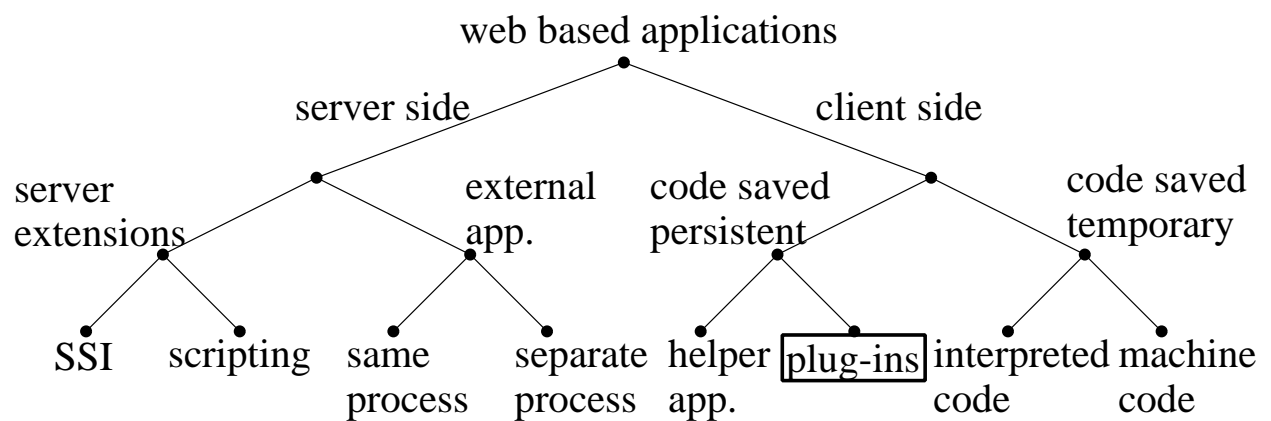 web based applications
server side
client side
server
extensions
external
app.
code saved
persistent
code saved
temporary
SSI
scripting
same
process
separate
process
helper
app.
plug-ins
interpreted
code
machine
code